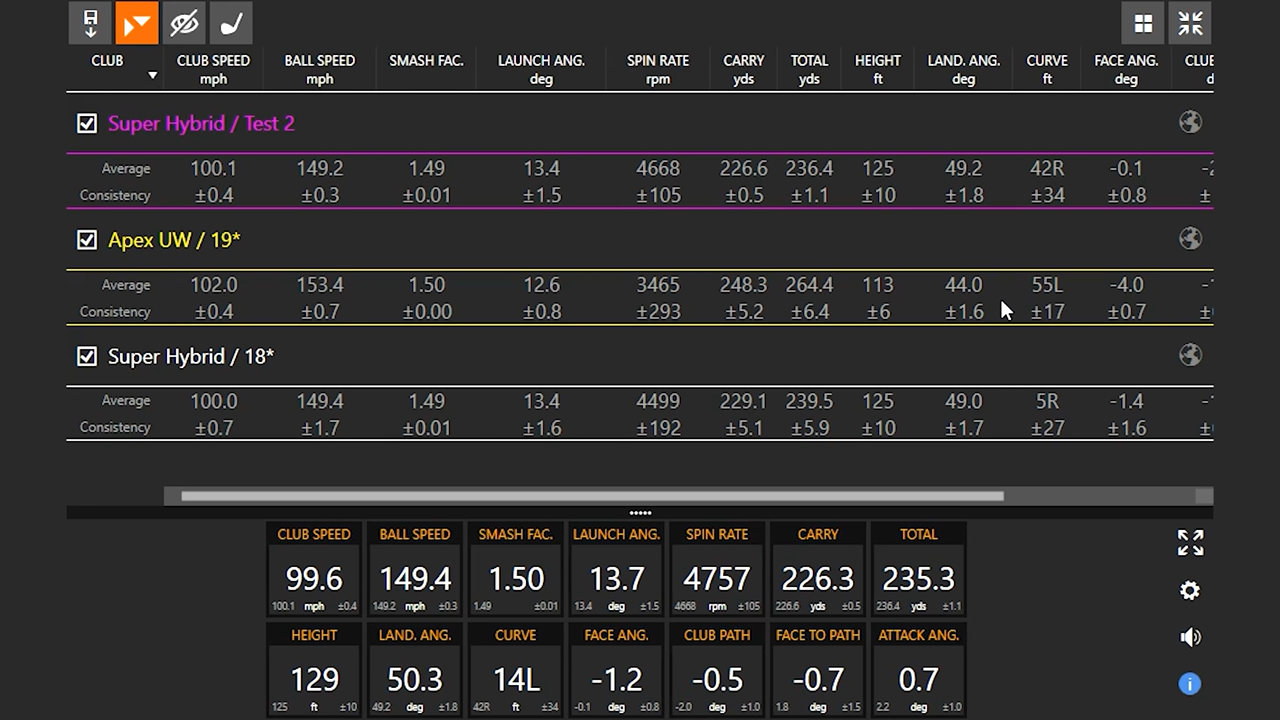 CLUB CLUB SPEED BALL SPEED SMASH FAC. LAUNCH ANG. SPIN RATE CARRY TOTAL HEIGHT LAND. ANG. CURVE FACE ANG. CLUB
mph mph deg rpm yds yds ft deg ft deg d
Super Hybrid / Test 2
Average 100.1 149.2 1.49 13.4 4668 226.6 236.4 125 49.2 42R -0.1 -2
Consistency ±0.4 ±0.3 ±0.01 ±1.5 ±105 ±0.5 ±1.1 ±10 ±1.8 ±34 ±0.8 ±
Apex UW / 19*
Average 102.0 153.4 1.50 12.6 3465 248.3 264.4 113 44.0 55L -4.0 -
Consistency ±0.4 ±0.7 ±0.00 ±0.8 ±293 ±5.2 ±6.4 ±6 ±1.6 ±17 ±0.7 ±
Super Hybrid / 18*
Average 100.0 149.4 1.49 13.4 4499 229.1 239.5 125 49.0 5R -1.4 -
Consistency ±0.7 ±1.7 ±0.01 ±1.6 ±192 ±5.1 ±5.9 ±10 ±1.7 ±27 ±1.6 ±
CLUB SPEED BALL SPEED SMASH FAC. LAUNCH ANG. SPIN RATE CARRY TOTAL
99.6 149.4 1.50 13.7 4757 226.3 235.3
100.1 mph ±0.4 149.2 mph ±0.3 1.49 ±0.01 13.4 deg ±1.5 4668 rpm ±105 226.6 yds ±0.5 236.4 yds ±1.1
HEIGHT LAND. ANG. CURVE FACE ANG. CLUB PATH FACE TO PATH ATTACK ANG.
129 50.3 14L -1.2 -0.5 -0.7 0.7
125 ft ±10 49.2 deg ±1.8 42R ft ±34 -0.1 deg ±0.8 -2.0 deg ±1.0 1.8 deg ±1.5 2.2 deg ±1.0